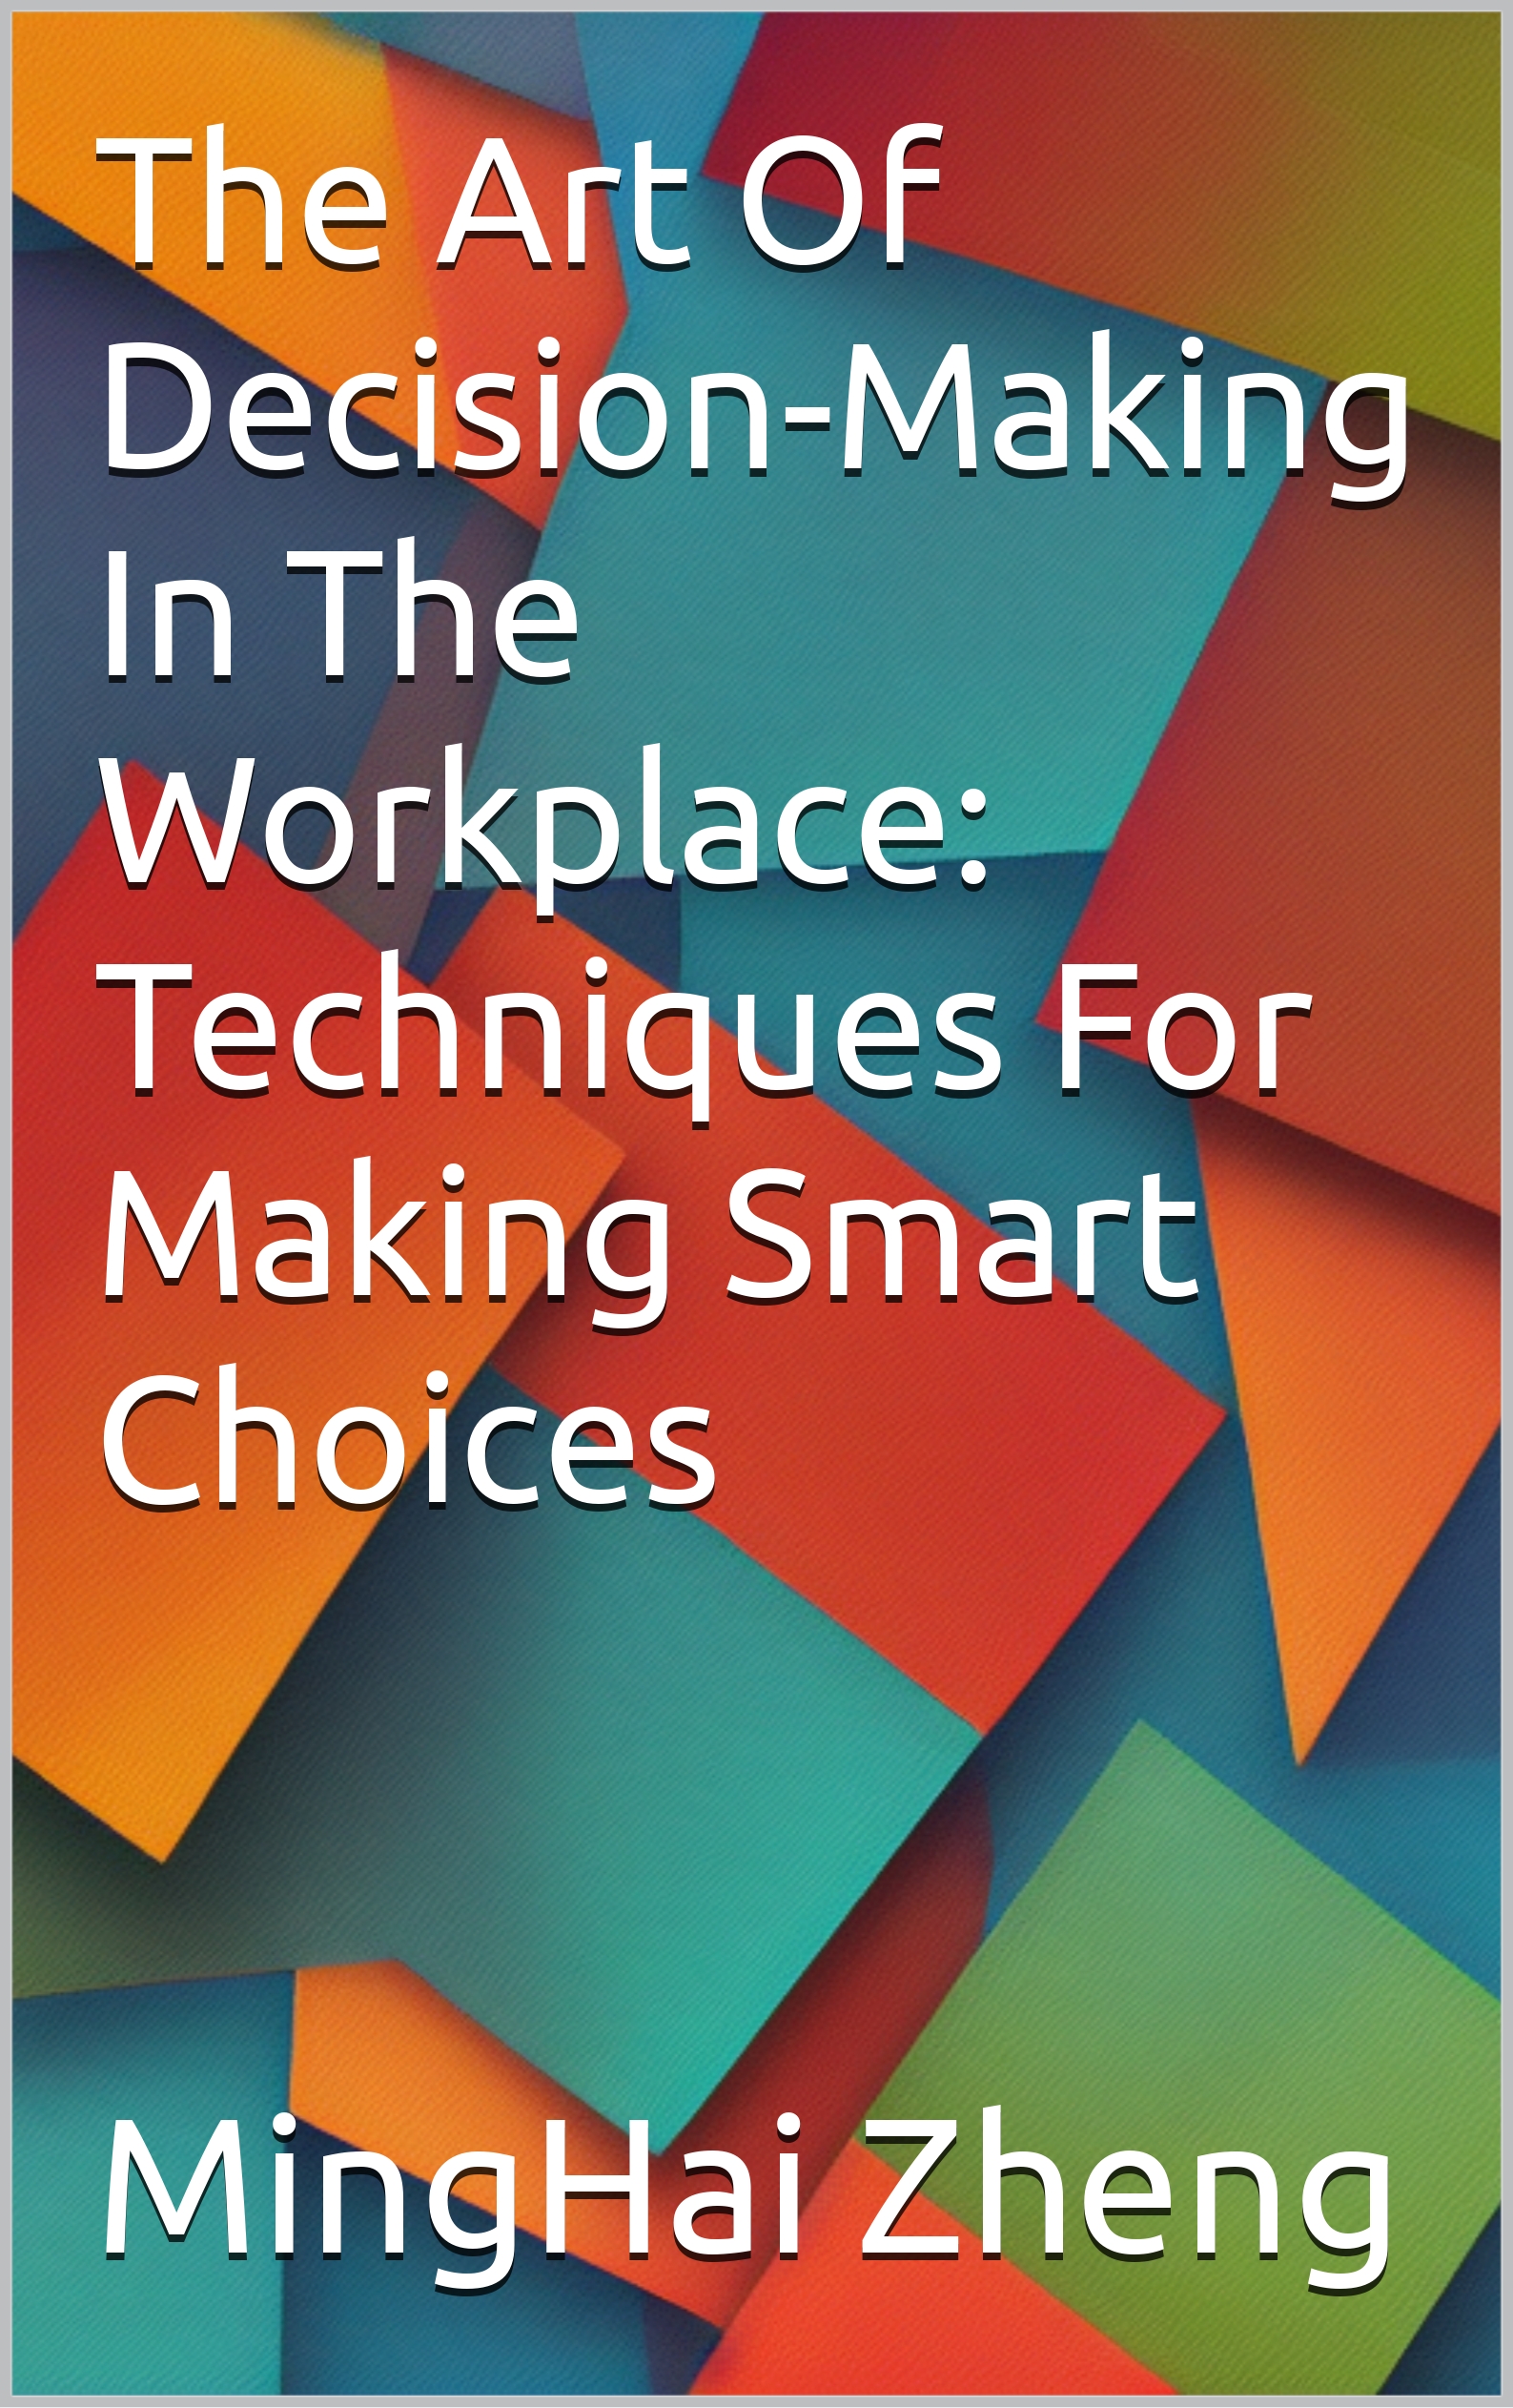 The Art Of
Decision-Making
In The
Workplace:
Techniques For
Making Smart
Choices
MingHai Zheng